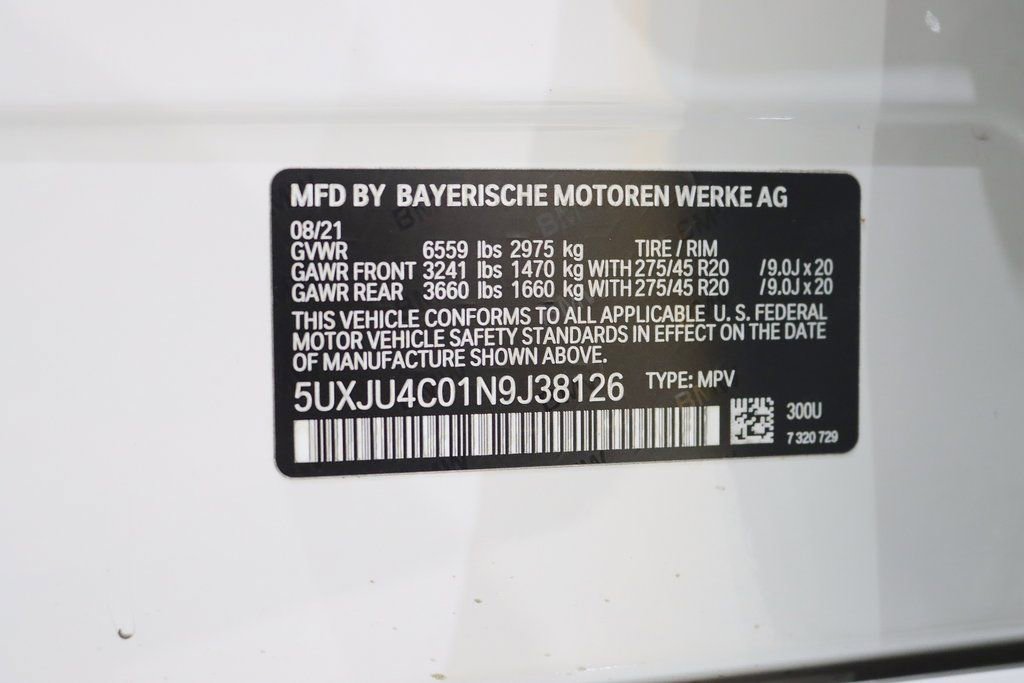 MFD BY BAYERISCHE MOTOREN WERKE AG
08/21
GVWR 6559 lbs 2975 kg TIRE / RIM
GAWR FRONT 3241 lbs 1470 kg WITH 275/45 R20 /9.0J x 20
GAWR REAR 3660 lbs 1660 kg WITH 275/45 R20 /9.0J x 20
THIS VEHICLE CONFORMS TO ALL APPLICABLE U. S. FEDERAL
MOTOR VEHICLE SAFETY STANDARDS IN EFFECT ON THE DATE
OF MANUFACTURE SHOWN ABOVE.
5UXJU4C01N9J38126 TYPE: MPV
300U
7 320 729